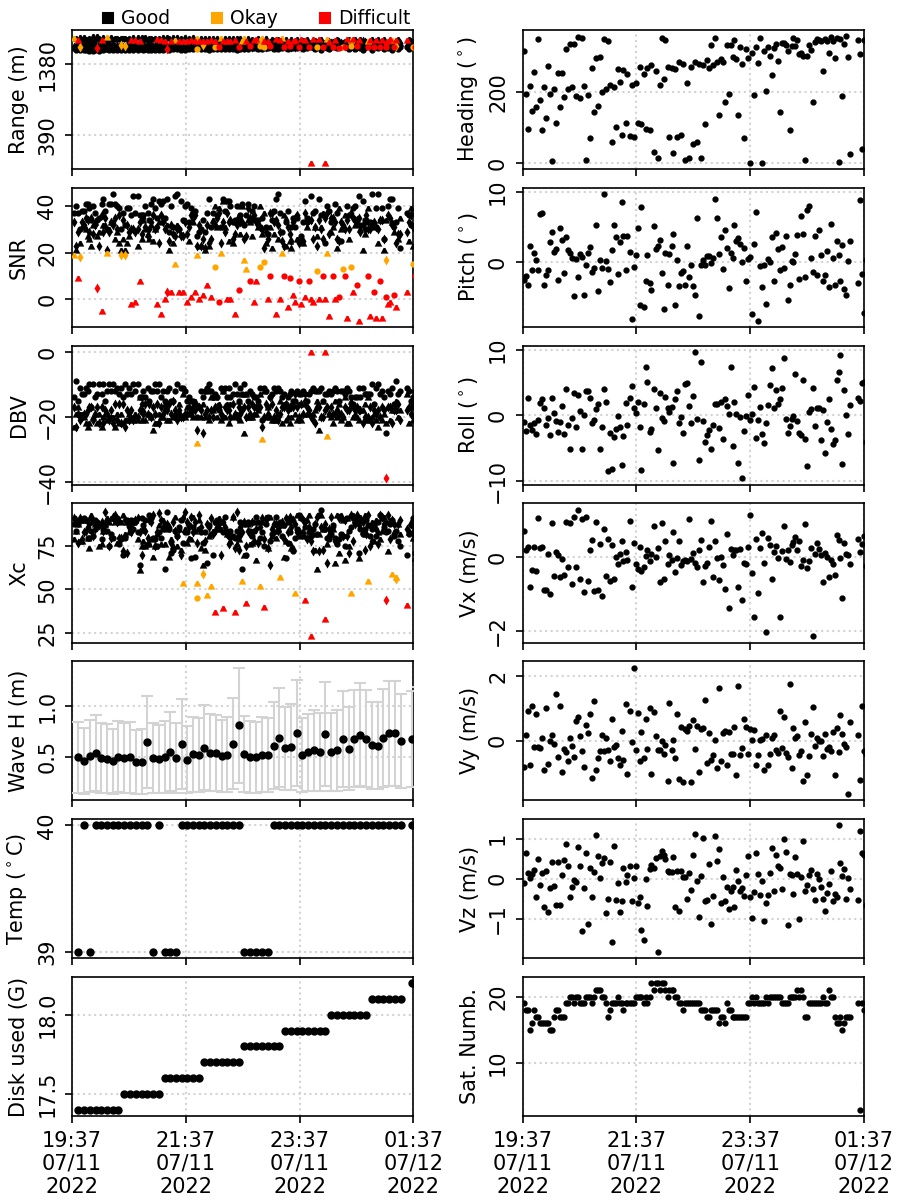 Good Okay Difficult
Range (m)
1380
390
Heading (°)
200
0
SNR
40
20
0
Pitch (°)
10
0
DBV
0
−20
−40
Roll (°)
10
0
−10
Xc
75
50
25
Vx (m/s)
0
−2
Wave H (m)
1.0
0.5
Vy (m/s)
2
0
Temp (°C)
40
39
Vz (m/s)
1
0
−1
Disk used (G)
18.0
17.5
Sat. Numb.
20
10
19:37 21:37 23:37 01:37
07/11 07/11 07/11 07/12
2022 2022 2022 2022
19:37 21:37 23:37 01:37
07/11 07/11 07/11 07/12
2022 2022 2022 2022